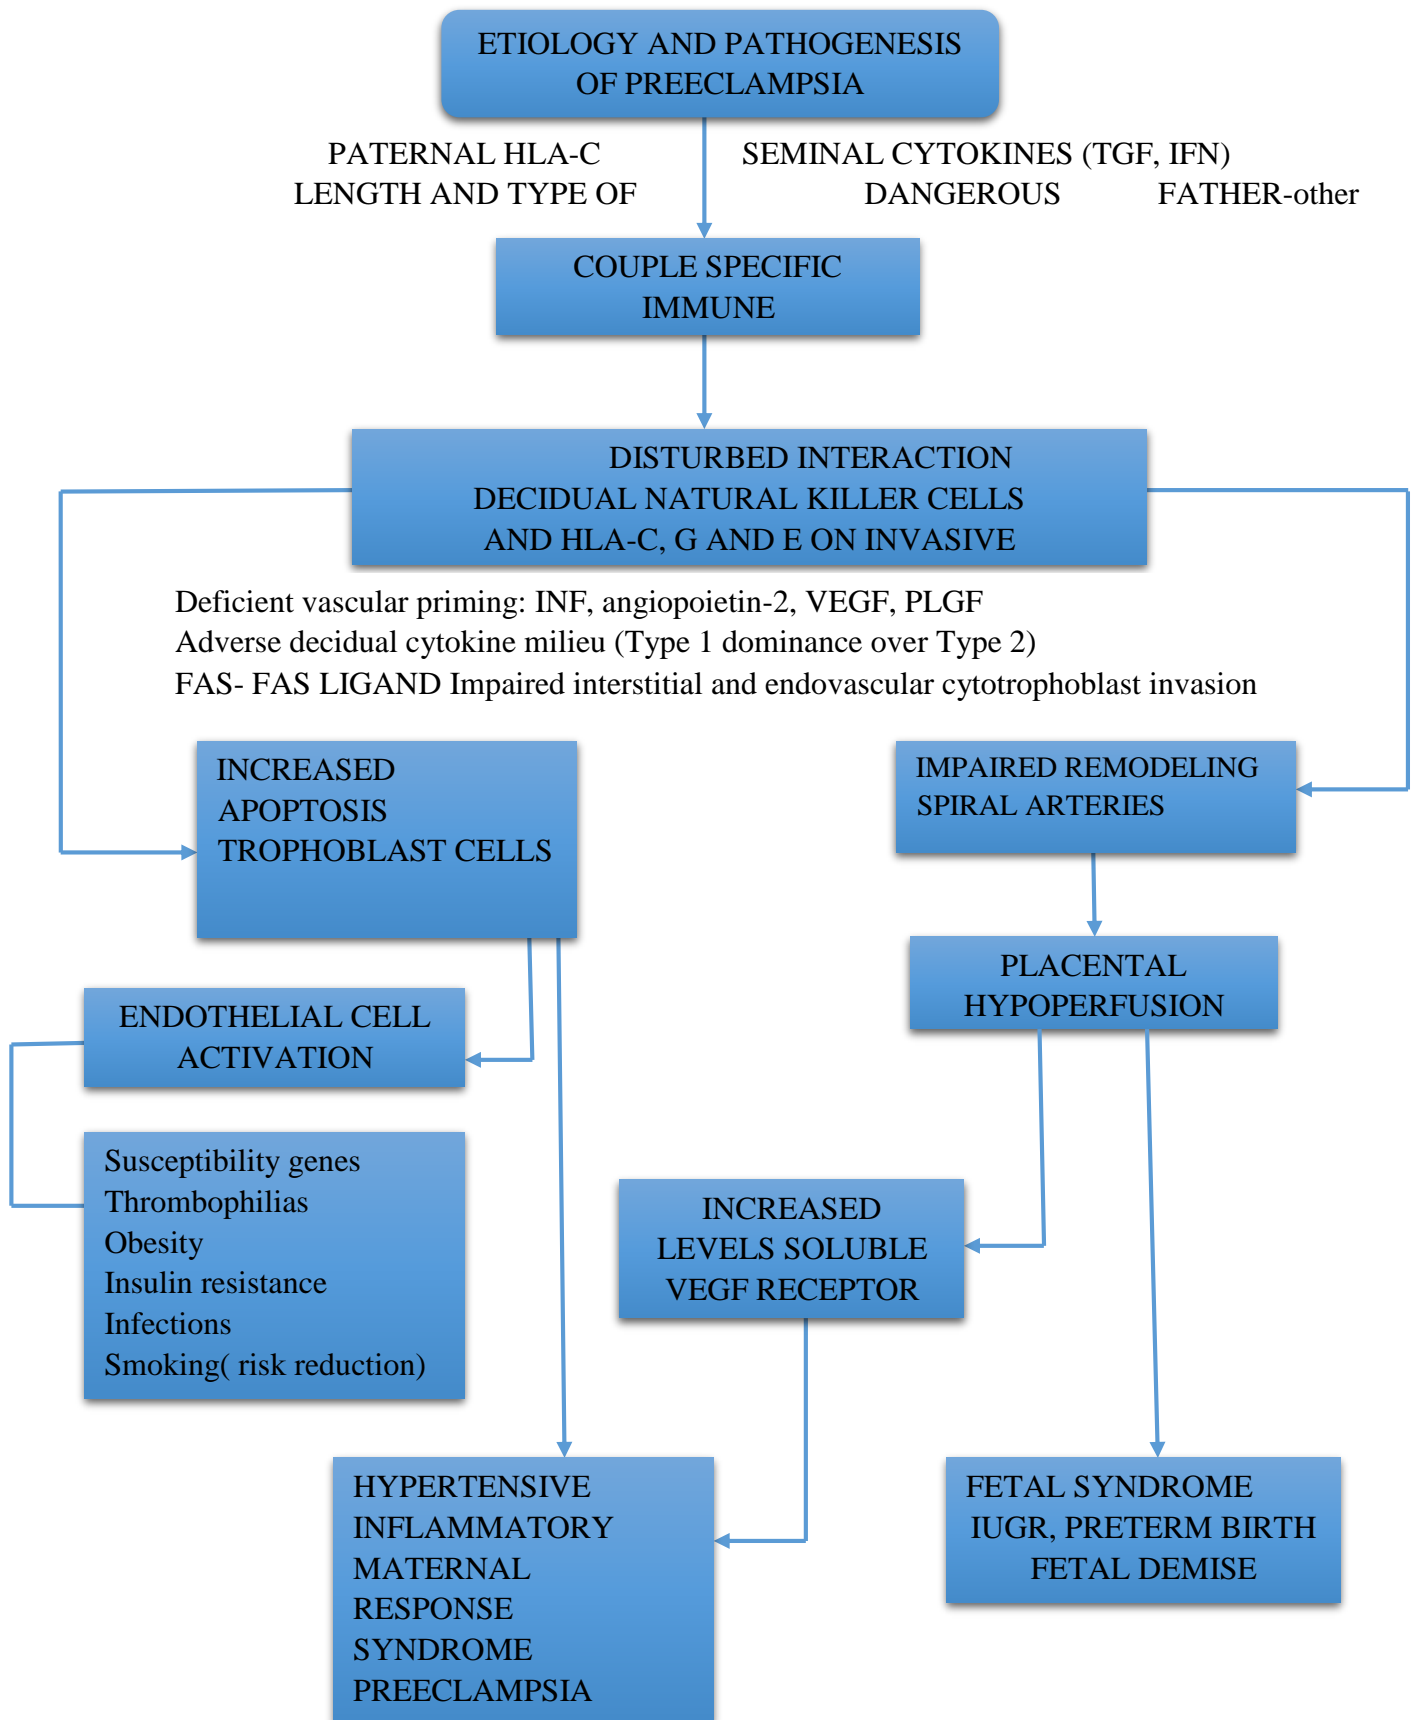 ETIOLOGY AND PATHOGENESIS
OF PREECLAMPSIA
PATERNAL HLA-C SEMINAL CYTOKINES (TGF, IFN)
LENGTH AND TYPE OF DANGEROUS FATHER-other
COUPLE SPECIFIC
IMMUNE
DISTURBED INTERACTION
DECIDUAL NATURAL KILLER CELLS
AND HLA-C, G AND E ON INVASIVE
Deficient vascular priming: INF, angiopoietin-2, VEGF, PLGF
Adverse decidual cytokine milieu (Type 1 dominance over Type 2)
FAS- FAS LIGAND Impaired interstitial and endovascular cytotrophoblast invasion
INCREASED
APOPTOSIS
TROPHOBLAST CELLS
IMPAIRED REMODELING
SPIRAL ARTERIES
PLACENTAL
HYPOPERFUSION
ENDOTHELIAL CELL
ACTIVATION
Susceptibility genes
Thrombophilias
Obesity
Insulin resistance
Infections
Smoking( risk reduction)
INCREASED
LEVELS SOLUBLE
VEGF RECEPTOR
HYPERTENSIVE
INFLAMMATORY
MATERNAL
RESPONSE
SYNDROME
PREECLAMPSIA
FETAL SYNDROME
IUGR, PRETERM BIRTH
FETAL DEMISE